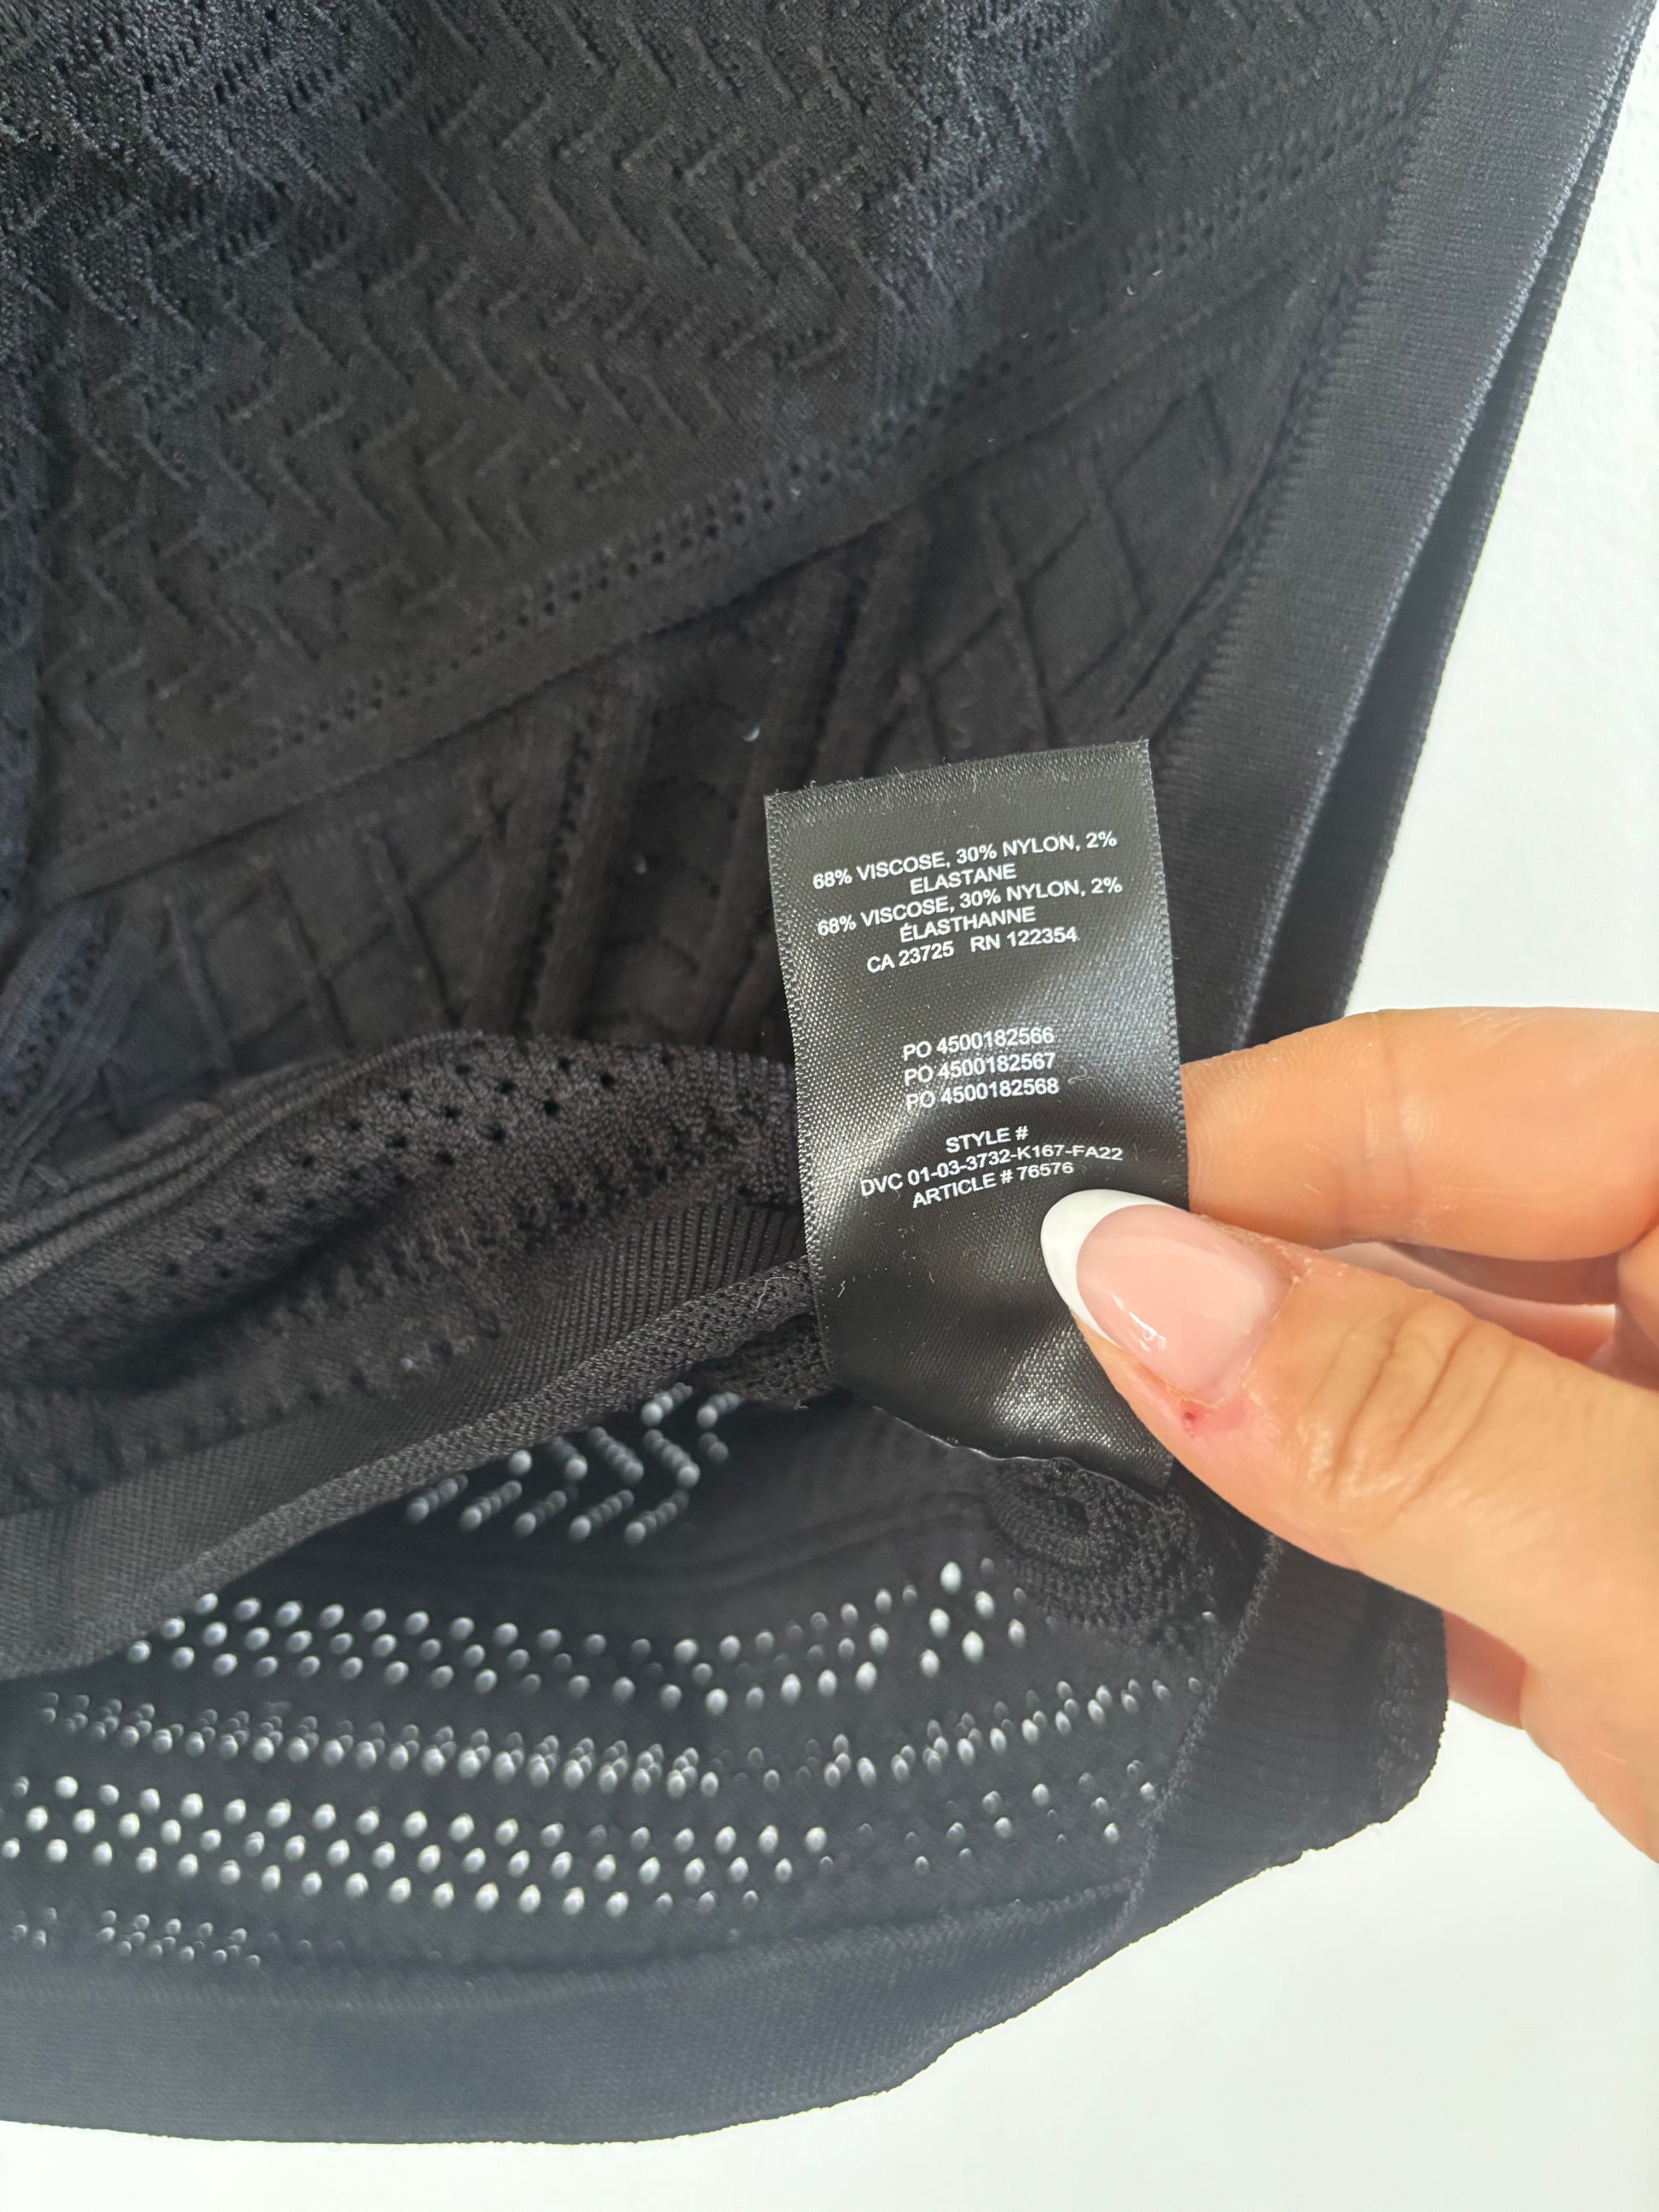 68% VISCOSE, 30% NYLON, 2%
ELASTANE
68% VISCOSE, 30% NYLON, 2%
ÉLASTHANNE
CA 23725 RN 122354
PO 4500182566
PO 4500182567
PO 4500182568
STYLE #
DVC 01-03-3732-K167-FA22
ARTICLE # 76576